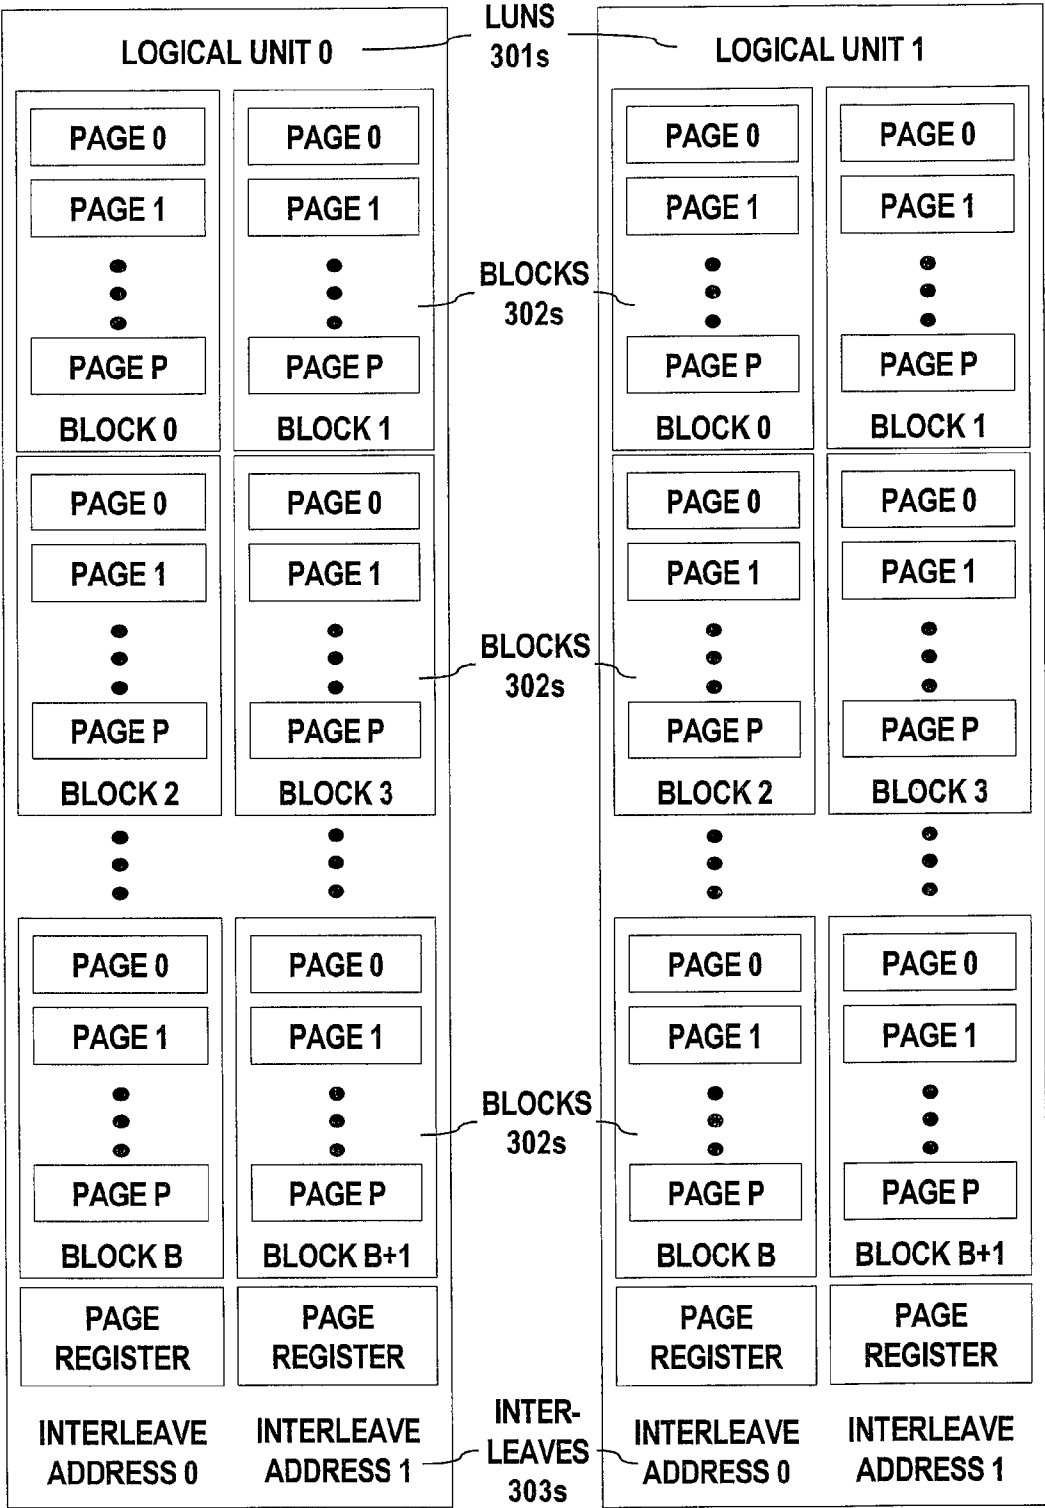 LUNS
301s
LOGICAL UNIT 0
LOGICAL UNIT 1
PAGE 0
PAGE 0
PAGE 0
PAGE 0
PAGE 1
PAGE 1
PAGE 1
PAGE 1
BLOCKS
302s
PAGE P
PAGE P
PAGE P
PAGE P
BLOCK 0
BLOCK 1
BLOCK 0
BLOCK 1
PAGE 0
PAGE 0
PAGE 0
PAGE 0
PAGE 1
PAGE 1
PAGE 1
PAGE 1
BLOCKS
302s
PAGE P
PAGE P
PAGE P
PAGE P
BLOCK 2
BLOCK 3
BLOCK 2
BLOCK 3
PAGE 0
PAGE 0
PAGE 0
PAGE 0
PAGE 1
PAGE 1
PAGE 1
PAGE 1
BLOCKS
302s
PAGE P
PAGE P
PAGE P
PAGE P
BLOCK B
BLOCK B+1
BLOCK B
BLOCK B+1
PAGE
REGISTER
PAGE
REGISTER
PAGE
REGISTER
PAGE
REGISTER
INTERLEAVE
ADDRESS 0
INTERLEAVE
ADDRESS 1
INTER-
LEAVES
303s
INTERLEAVE
ADDRESS 0
INTERLEAVE
ADDRESS 1